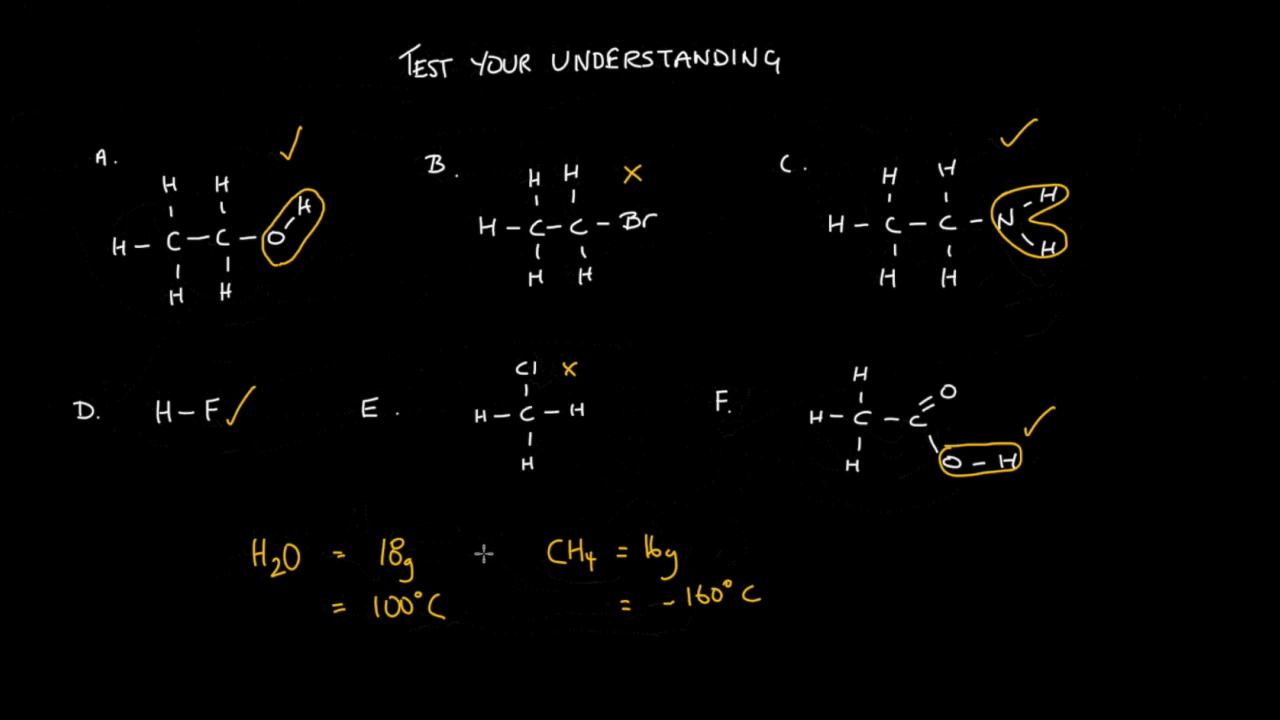 TEST YOUR UNDERSTANDING
A.
H H
H
H – C – C – O
H H
B.
H H X
H – C – C – Br
H H
C.
H H
H – C – C – N
H
H
H H
D. H – F
E.
Cl X
H – C – H
H
F.
H
O
H – C – C
O – H
H
H2O = 18g
= 100°C
CH4 = 16g
= -160°C